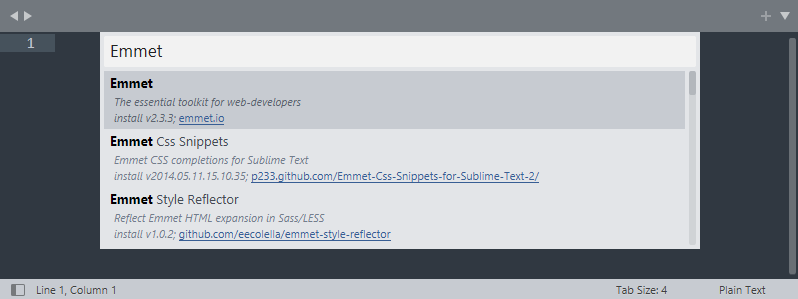 1
Emmet
Emmet
The essential toolkit for web-developers
install v2.3.3; emmet.io
Emmet Css Snippets
Emmet CSS completions for Sublime Text
install v2014.05.11.15.10.35; p233.github.com/Emmet-Css-Snippets-for-Sublime-Text-2/
Emmet Style Reflector
Reflect Emmet HTML expansion in Sass/LESS
install v1.0.2; github.com/eecolella/emmet-style-reflector
Line 1, Column 1 Tab Size: 4 Plain Text